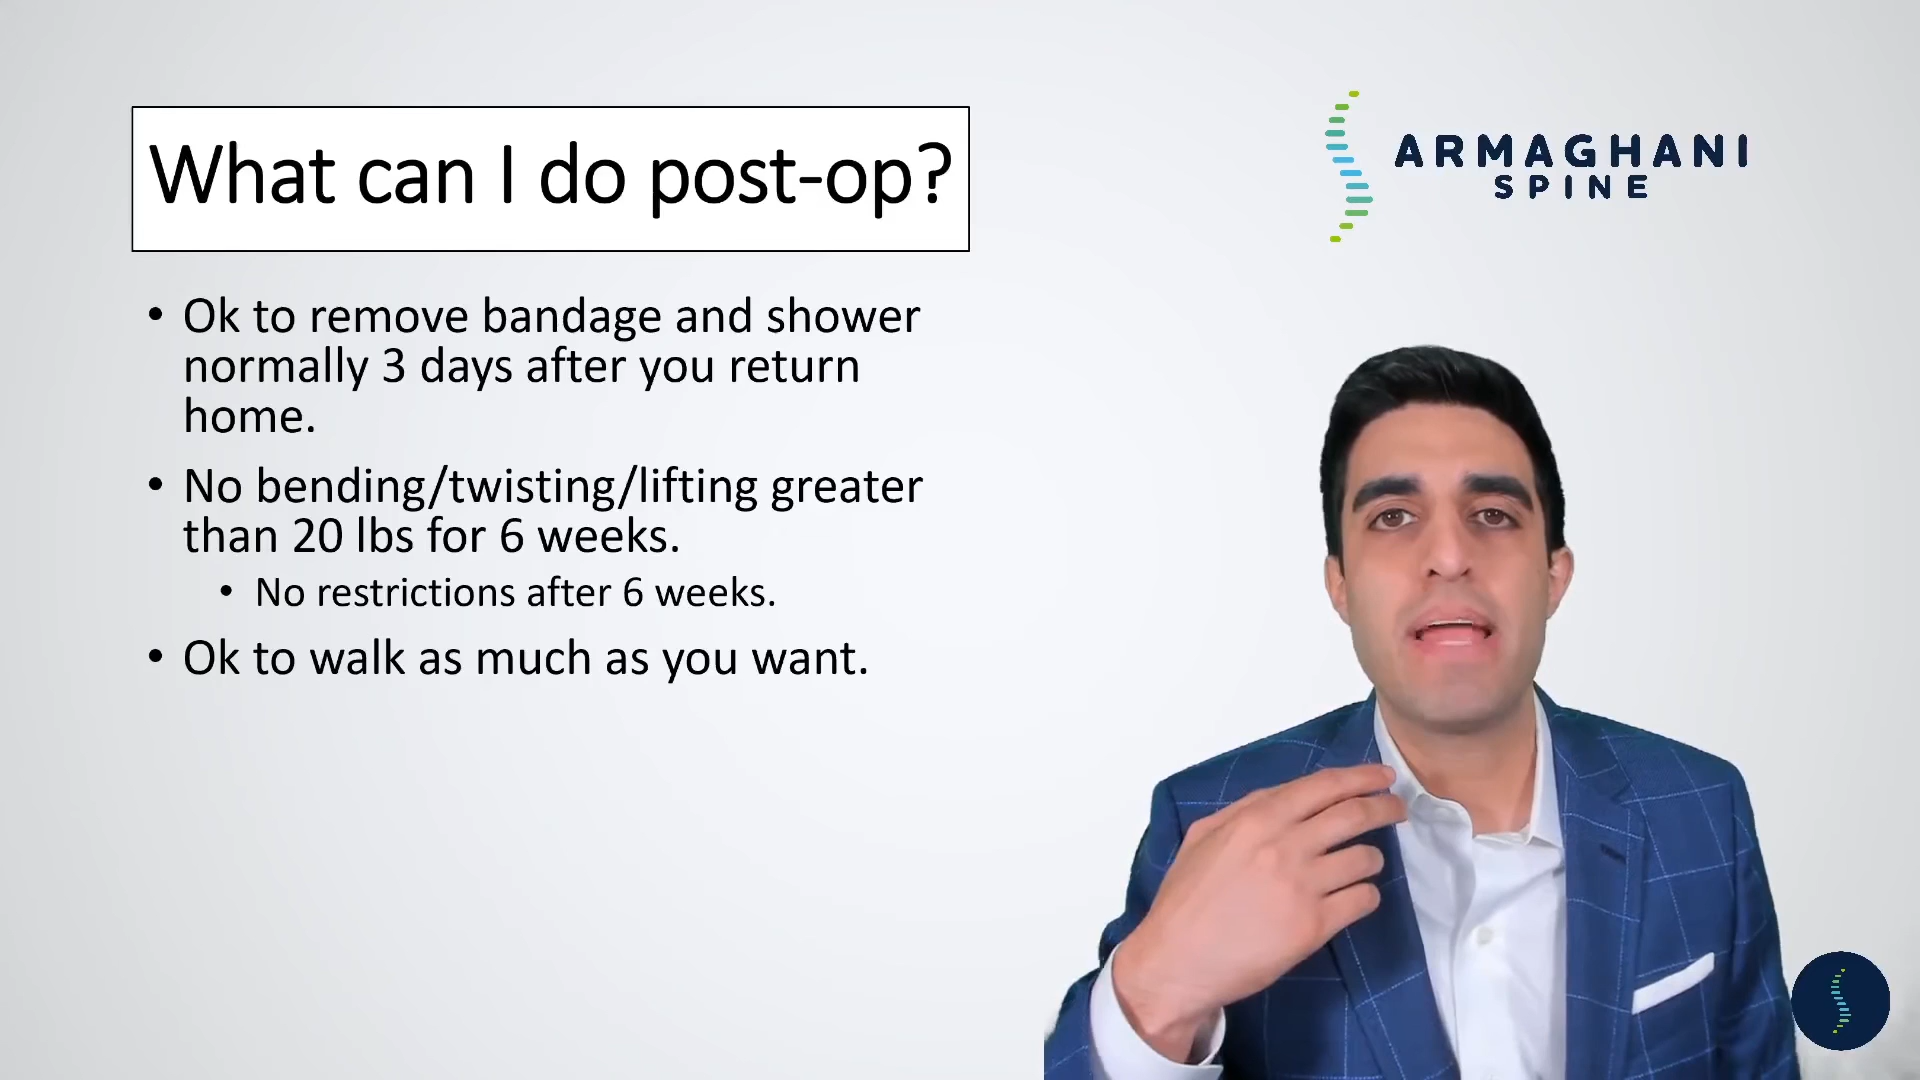 What can I do post-op?
ARMAGHANI
SPINE
• Ok to remove bandage and shower
normally 3 days after you return
home.
• No bending/twisting/lifting greater
than 20 lbs for 6 weeks.
• No restrictions after 6 weeks.
• Ok to walk as much as you want.